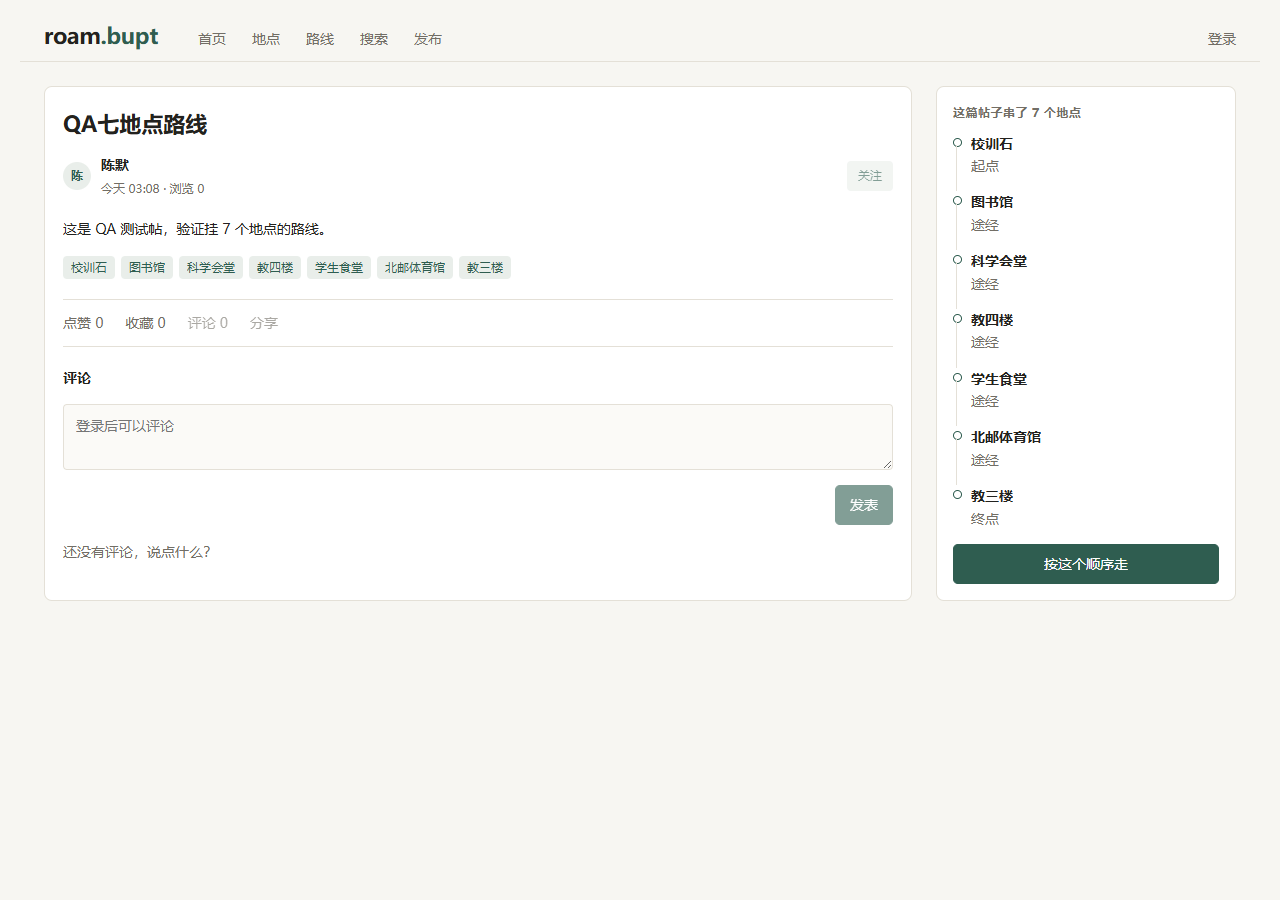 roam.bupt 首页 地点 路线 搜索 发布 登录
QA七地点路线
陈 陈默
今天 03:08 · 浏览 0
关注
这是 QA 测试帖，验证挂 7 个地点的路线。
校训石 图书馆 科学会堂 教四楼 学生食堂 北邮体育馆 教三楼
点赞 0 收藏 0 评论 0 分享
评论
登录后可以评论
发表
还没有评论，说点什么？
这篇帖子串了 7 个地点
校训石
起点
图书馆
途经
科学会堂
途经
教四楼
途经
学生食堂
途经
北邮体育馆
途经
教三楼
终点
按这个顺序走